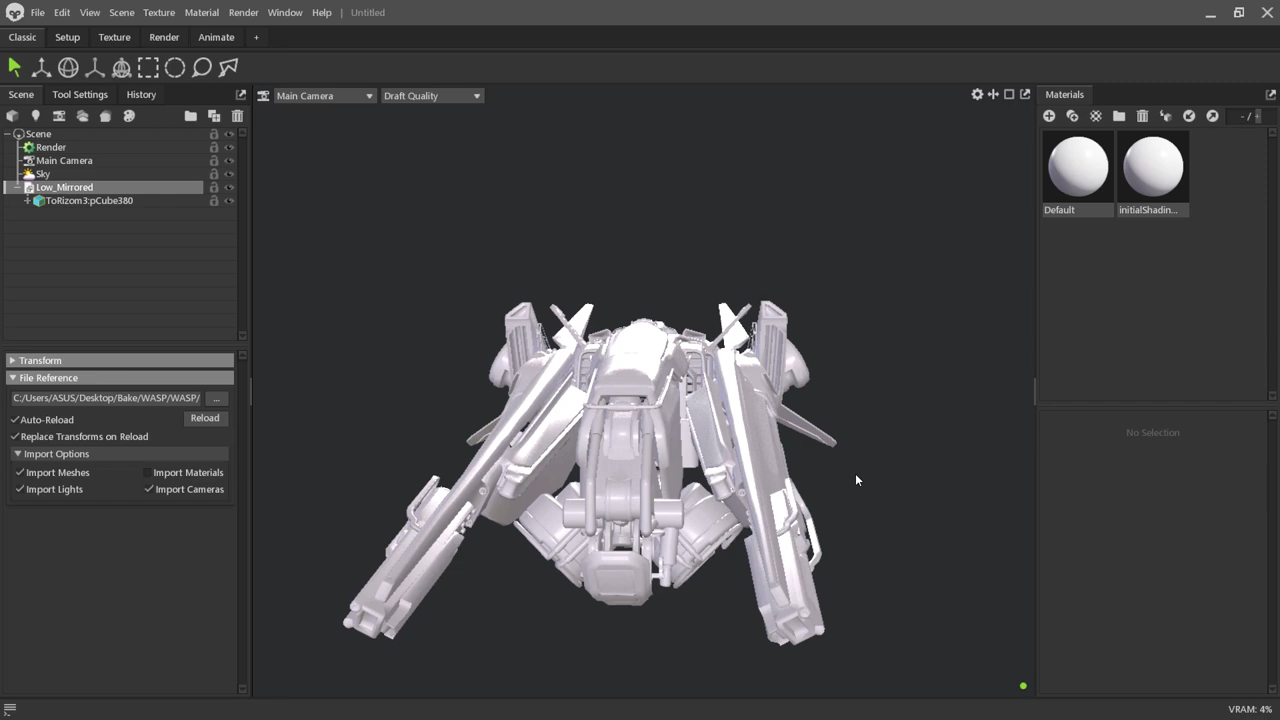 File Edit View Scene Texture Material Render Window Help | Untitled
Classic Setup Texture Render Animate +
Scene Tool Settings History
Main Camera Draft Quality
Materials
- /
Scene
Render
Main Camera
Sky
Low_Mirrored
ToRizom3:pCube380
Default initialShadin...
Transform
File Reference
C:/Users/ASUS/Desktop/Bake/WASP/WASP/ ...
Auto-Reload Reload
Replace Transforms on Reload
Import Options
Import Meshes Import Materials
Import Lights Import Cameras
No Selection
VRAM: 4%